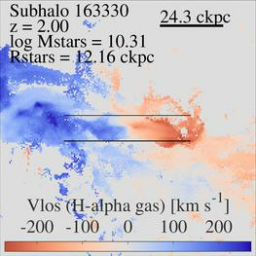 Subhalo 163330
z = 2.00
log Mstars = 10.31
Rstars = 12.16 ckpc
24.3 ckpc
Vlos (H-alpha gas) [km s⁻¹]
-200 -100 0 100 200